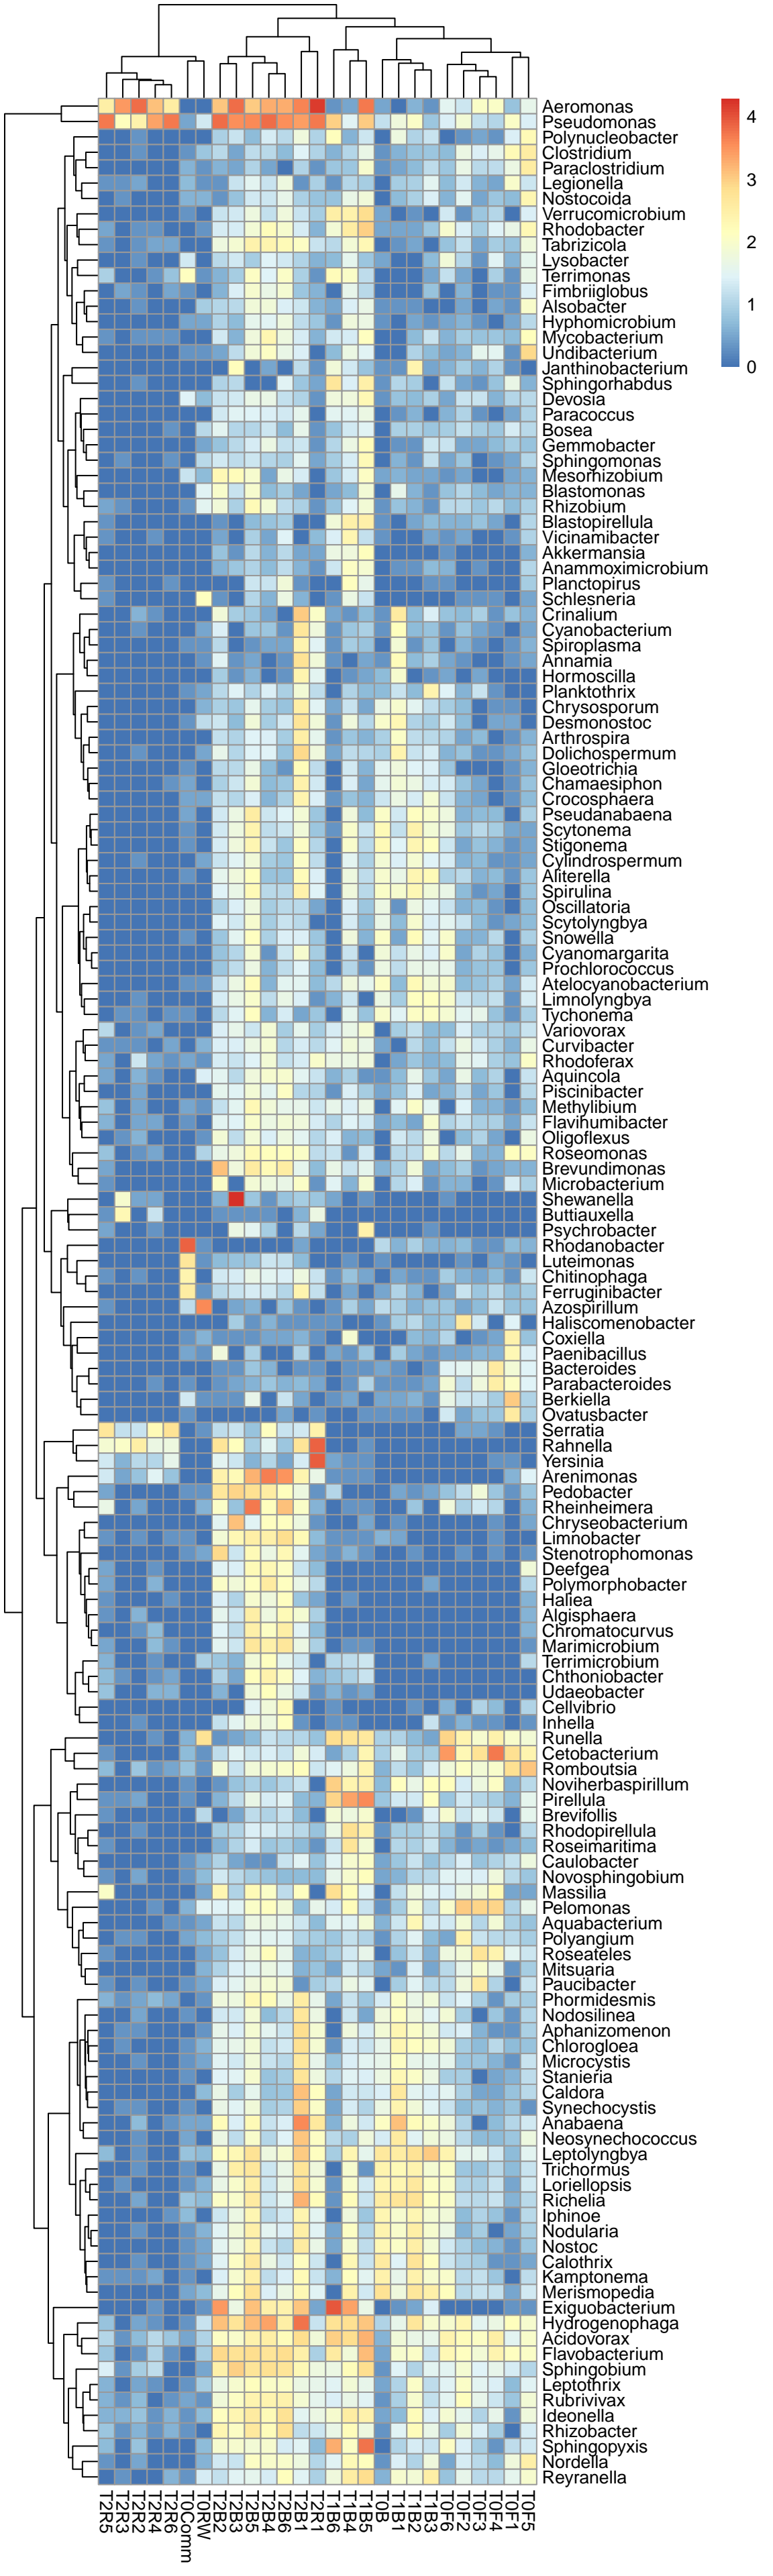 Aeromonas
Pseudomonas
Polynucleobacter
Clostridium
Paraclostridium
Legionella
Nostocoida
Verrucomicrobium
Rhodobacter
Tabrizicola
Lysobacter
Terrimonas
Fimbriiglobus
Alsobacter
Hyphomicrobium
Mycobacterium
Undibacterium
Janthinobacterium
Sphingorhabdus
Devosia
Paracoccus
Bosea
Gemmobacter
Sphingomonas
Mesorhizobium
Blastomonas
Rhizobium
Blastopirellula
Vicinamibacter
Akkermansia
Anammoximicrobium
Planctopirus
Schlesneria
Crinalium
Cyanobacterium
Spiroplasma
Annamia
Hormoscilla
Planktothrix
Chrysosporum
Desmonostoc
Arthrospira
Dolichospermum
Gloeotrichia
Chamaesiphon
Crocosphaera
Pseudanabaena
Scytonema
Stigonema
Cylindrospermum
Aliterella
Spirulina
Oscillatoria
Scytolyngbya
Snowella
Cyanomargarita
Prochlorococcus
Atelocyanobacterium
Limnolyngbya
Tychonema
Variovorax
Curvibacter
Rhodoferax
Aquincola
Piscinibacter
Methylibium
Flavihumibacter
Oligoflexus
Roseomonas
Brevundimonas
Microbacterium
Shewanella
Buttiauxella
Psychrobacter
Rhodanobacter
Luteimonas
Chitinophaga
Ferruginibacter
Azospirillum
Haliscomenobacter
Coxiella
Paenibacillus
Bacteroides
Parabacteroides
Berkiella
Ovatusbacter
Serratia
Rahnella
Yersinia
Arenimonas
Pedobacter
Rheinheimera
Chryseobacterium
Limnobacter
Stenotrophomonas
Deefgea
Polymorphobacter
Haliea
Algisphaera
Chromatocurvus
Marimicrobium
Terrimicrobium
Chthoniobacter
Udaeobacter
Cellvibrio
Inhella
Runella
Cetobacterium
Romboutsia
Noviherbaspirillum
Pirellula
Brevifollis
Rhodopirellula
Roseimaritima
Caulobacter
Novosphingobium
Massilia
Pelomonas
Aquabacterium
Polyangium
Roseateles
Mitsuaria
Paucibacter
Phormidesmis
Nodosilinea
Aphanizomenon
Chlorogloea
Microcystis
Stanieria
Caldora
Synechocystis
Anabaena
Neosynechococcus
Leptolyngbya
Trichormus
Loriellopsis
Richelia
Iphinoe
Nodularia
Nostoc
Calothrix
Kamptonema
Merismopedia
Exiguobacterium
Hydrogenophaga
Acidovorax
Flavobacterium
Sphingobium
Leptothrix
Rubrivivax
Ideonella
Rhizobacter
Sphingopyxis
Nordella
Reyranella
4
3
2
1
0
T2R5
T2R3
T2R2
T2R4
T2R6
T0Comm
T0RW
T2B2
T2B3
T2B5
T2B4
T2B6
T2B1
T2R1
T1B6
T1B4
T1B5
T0B
T1B1
T1B2
T1B3
T0F6
T0F2
T0F3
T0F4
T0F1
T0F5